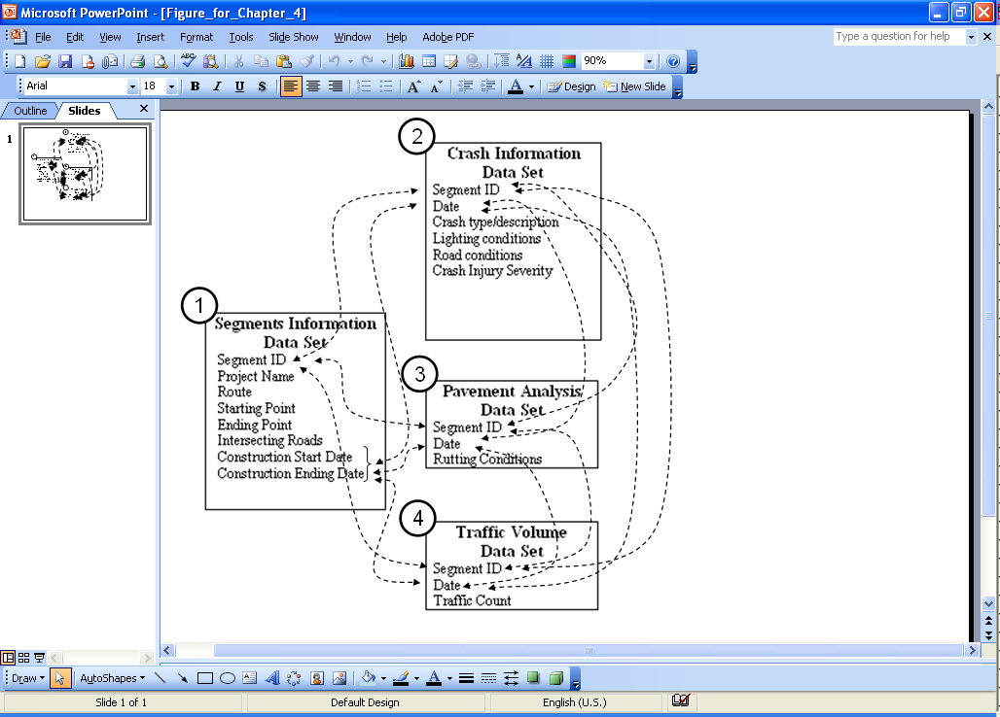 Microsoft PowerPoint - [Figure_for_Chapter_4]
File Edit View Insert Format Tools Slide Show Window Help Adobe PDF
Type a question for help
90%
Arial 18 B I U S Design New Slide
Outline Slides
1
2
Crash Information
Data Set
Segment ID
Date
Crash type/description
Lighting conditions
Road conditions
Crash Injury Severity
1
Segments Information
Data Set
Segment ID
Project Name
Route
Starting Point
Ending Point
Intersecting Roads
Construction Start Date
Construction Ending Date
3
Pavement Analysis
Data Set
Segment ID
Date
Rutting Conditions
4
Traffic Volume
Data Set
Segment ID
Date
Traffic Count
Draw AutoShapes
Slide 1 of 1 Default Design English (U.S.)